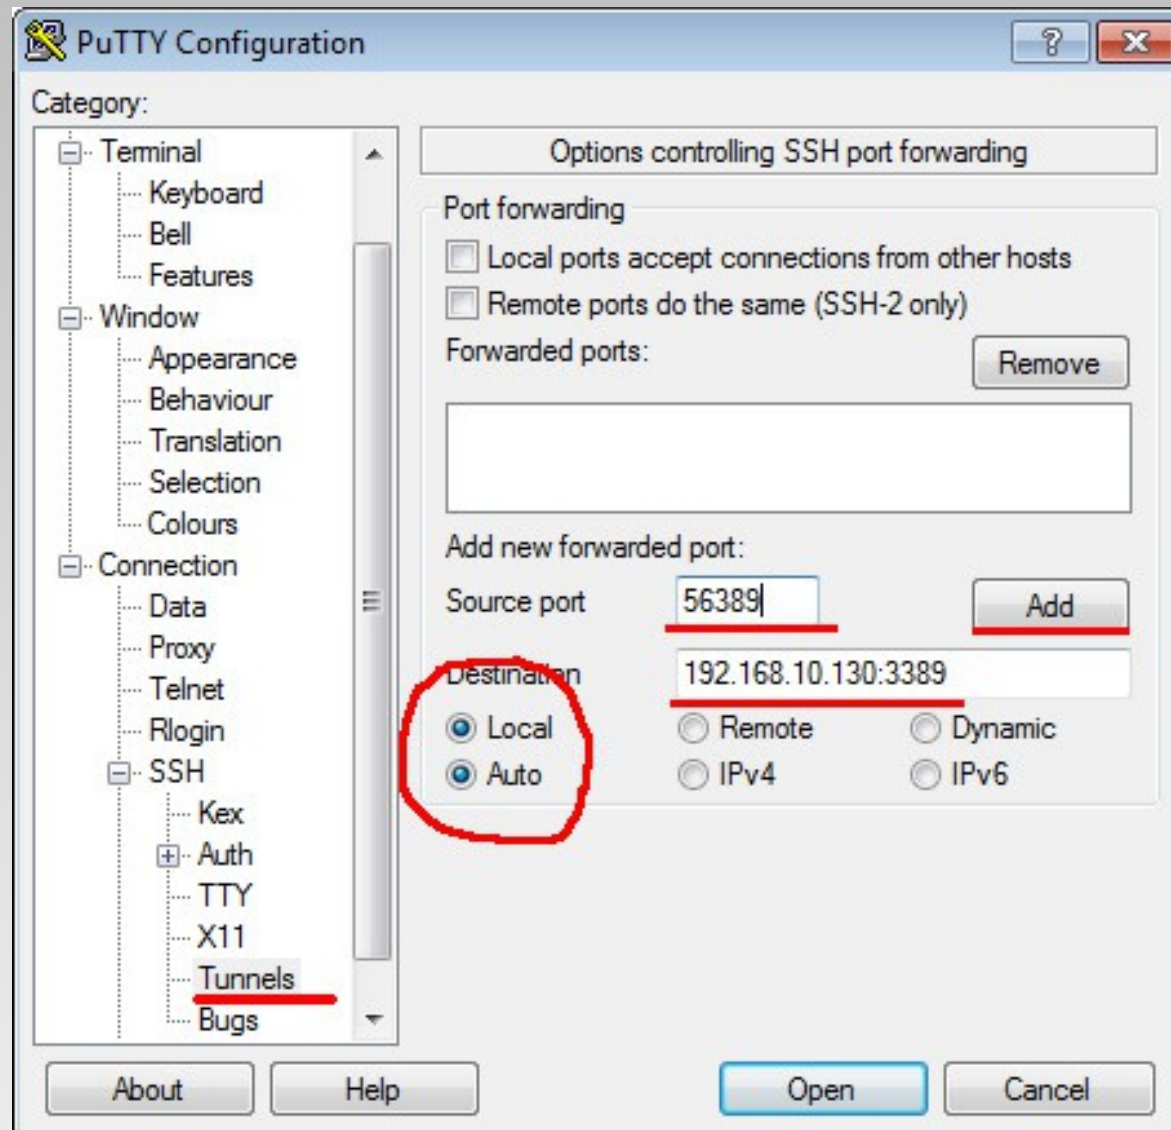 PuTTY Configuration
Category:
Terminal
Keyboard
Bell
Features
Window
Appearance
Behaviour
Translation
Selection
Colours
Connection
Data
Proxy
Telnet
Rlogin
SSH
Kex
Auth
TTY
X11
Tunnels
Bugs
Options controlling SSH port forwarding
Port forwarding
Local ports accept connections from other hosts
Remote ports do the same (SSH-2 only)
Forwarded ports:
Remove
Add new forwarded port:
Source port 56389 Add
Destination 192.168.10.130:3389
Local Remote Dynamic
Auto IPv4 IPv6
About Help Open Cancel